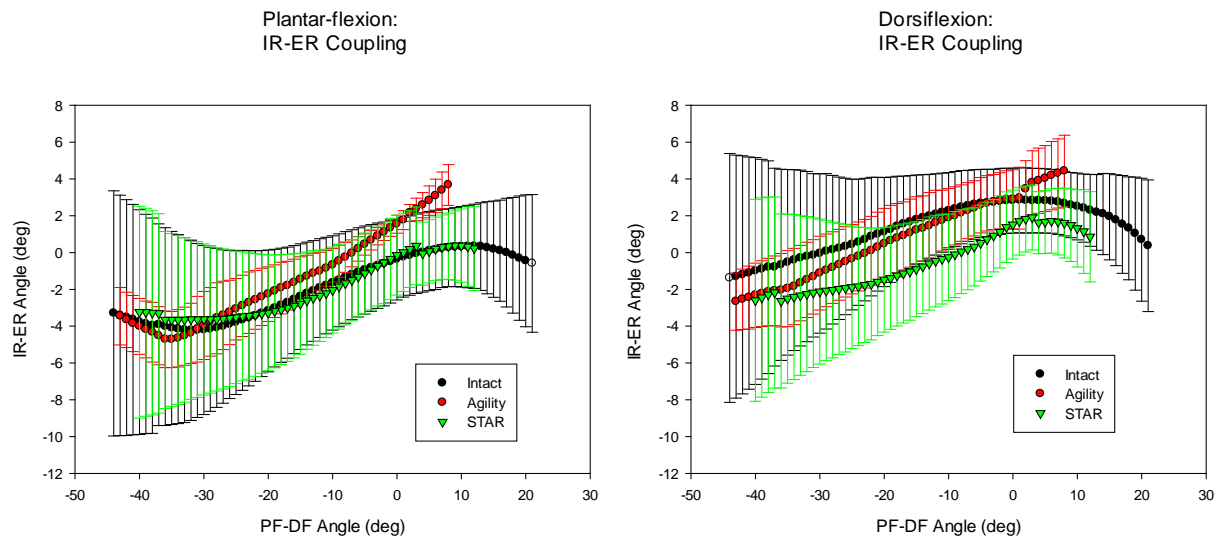 Plantar-flexion:
IR-ER Coupling
Dorsiflexion:
IR-ER Coupling
IR-ER Angle (deg)
8
6
4
2
0
-2
-4
-6
-8
-10
-12
Intact
Agility
STAR
-50 -40 -30 -20 -10 0 10 20 30
PF-DF Angle (deg)
IR-ER Angle (deg)
8
6
4
2
0
-2
-4
-6
-8
-10
-12
Intact
Agility
STAR
-50 -40 -30 -20 -10 0 10 20 30
PF-DF Angle (deg)